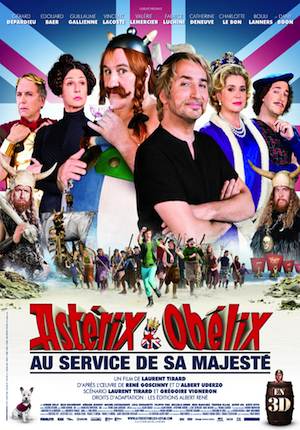 GÉRARD DEPARDIEU
EDOUARD BAER
GUILLAUME GALLIENNE
VINCENT LACOSTE
VALÉRIE LEMERCIER
FABRICE LUCHINI
CATHERINE DENEUVE
CHARLOTTE LE BON
BOULI LANNERS
DANY BOON
Astérix Obélix
AU SERVICE DE SA MAJESTÉ
UN FILM DE LAURENT TIRARD
D'APRÈS L'ŒUVRE DE RENÉ GOSCINNY ET D'ALBERT UDERZO
SCÉNARIO LAURENT TIRARD ET GRÉGOIRE VIGNERON
DROITS D'ADAPTATION : LES EDITIONS ALBERT RENÉ
EN
3D